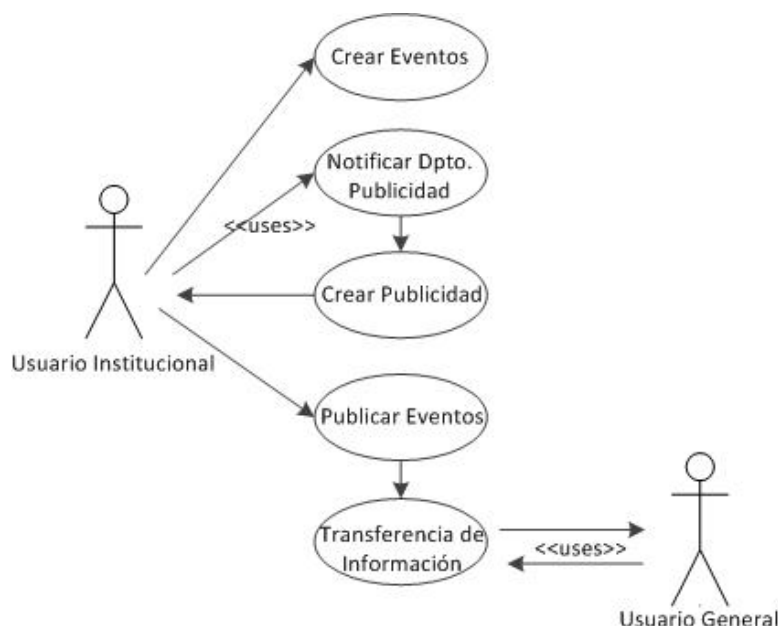 Crear Eventos
Notificar Dpto.
Publicidad
<<uses>>
Crear Publicidad
Usuario Institucional
Publicar Eventos
Transferencia de
Información
<<uses>>
Usuario General